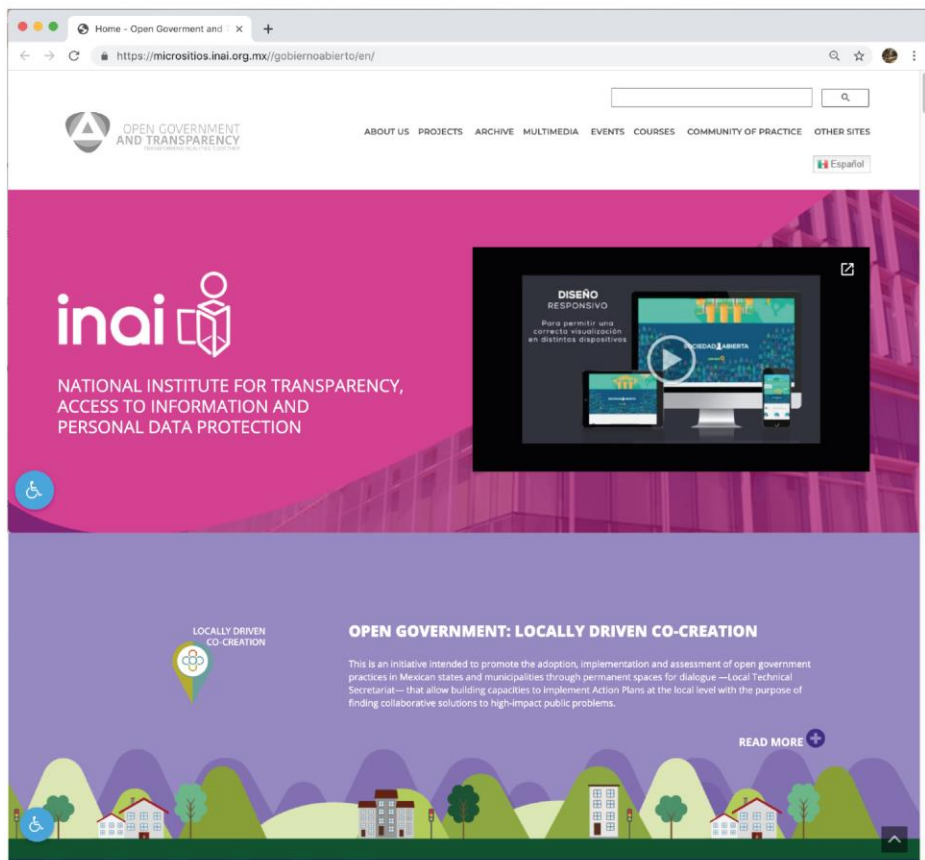 Home - Open Goverment and
https://micrositios.inai.org.mx//gobiernoabierto/en/
OPEN GOVERNMENT
AND TRANSPARENCY
ABOUT US PROJECTS ARCHIVE MULTIMEDIA EVENTS COURSES COMMUNITY OF PRACTICE OTHER SITES
Español
inai
NATIONAL INSTITUTE FOR TRANSPARENCY,
ACCESS TO INFORMATION AND
PERSONAL DATA PROTECTION
DISEÑO
RESPONSIVO
Para permitir una
correcta visualización
en distintos dispositivos
SOCIEDAD ABIERTA
LOCALLY DRIVEN
CO-CREATION
OPEN GOVERNMENT: LOCALLY DRIVEN CO-CREATION
This is an initiative intended to promote the adoption, implementation and assessment of open government
practices in Mexican states and municipalities through permanent spaces for dialogue —Local Technical
Secretariat— that allow building capacities to implement Action Plans at the local level with the purpose of
finding collaborative solutions to high-impact public problems.
READ MORE